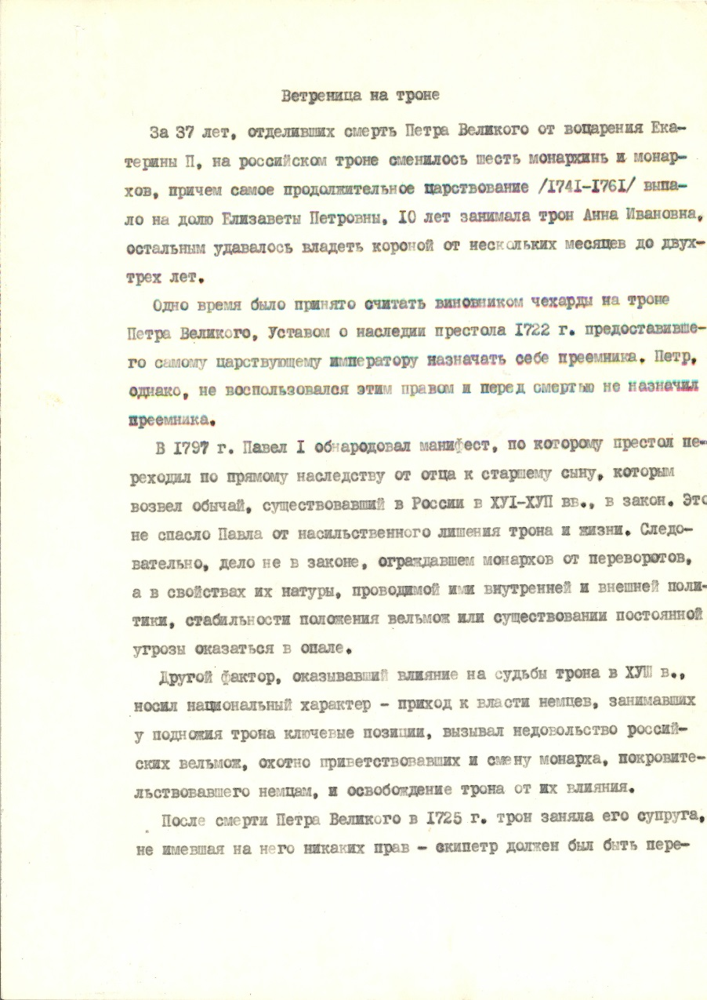 Ветреница на троне
За 37 лет, отделивших смерть Петра Великого от воцарения Ека-
терины П, на российском троне сменилось шесть монархинь и монар-
хов, причем самое продолжительное царствование /1741-1761/ выпа-
ло на долю Елизаветы Петровны, 10 лет занимала трон Анна Ивановна,
остальным удавалось владеть короной от нескольких месяцев до двух-
трех лет.
Одно время было принято считать виновником чехарды на троне
Петра Великого, Уставом о наследии престола 1722 г. предоставивше-
го самому царствующему императору назначать себе преемника. Петр,
однако, не воспользовался этим правом и перед смертью не назначил
преемника.
В 1797 г. Павел I обнародовал манифест, по которому престол пе-
реходил по прямому наследству от отца к старшему сыну, которым
возвел обычай, существовавший в России в ХУІ-ХУП вв., в закон. Это
не спасло Павла от насильственного лишения трона и жизни. Следо-
вательно, дело не в законе, ограждавшем монархов от переворотов,
а в свойствах их натуры, проводимой ими внутренней и внешней поли-
тики, стабильности положения вельмож или существовании постоянной
угрозы оказаться в опале.
Другой фактор, оказывавший влияние на судьбы трона в ХУШ в.,
носил национальный характер - приход к власти немцев, занимавших
у подножия трона ключевые позиции, вызывал недовольство россий-
ских вельмож, охотно приветствовавших и смену монарха, покровите-
льствовавшего немцам, и освобождение трона от их влияния.
После смерти Петра Великого в 1725 г. трон заняла его супруга,
не имевшая на него никаких прав - скипетр должен был быть пере-